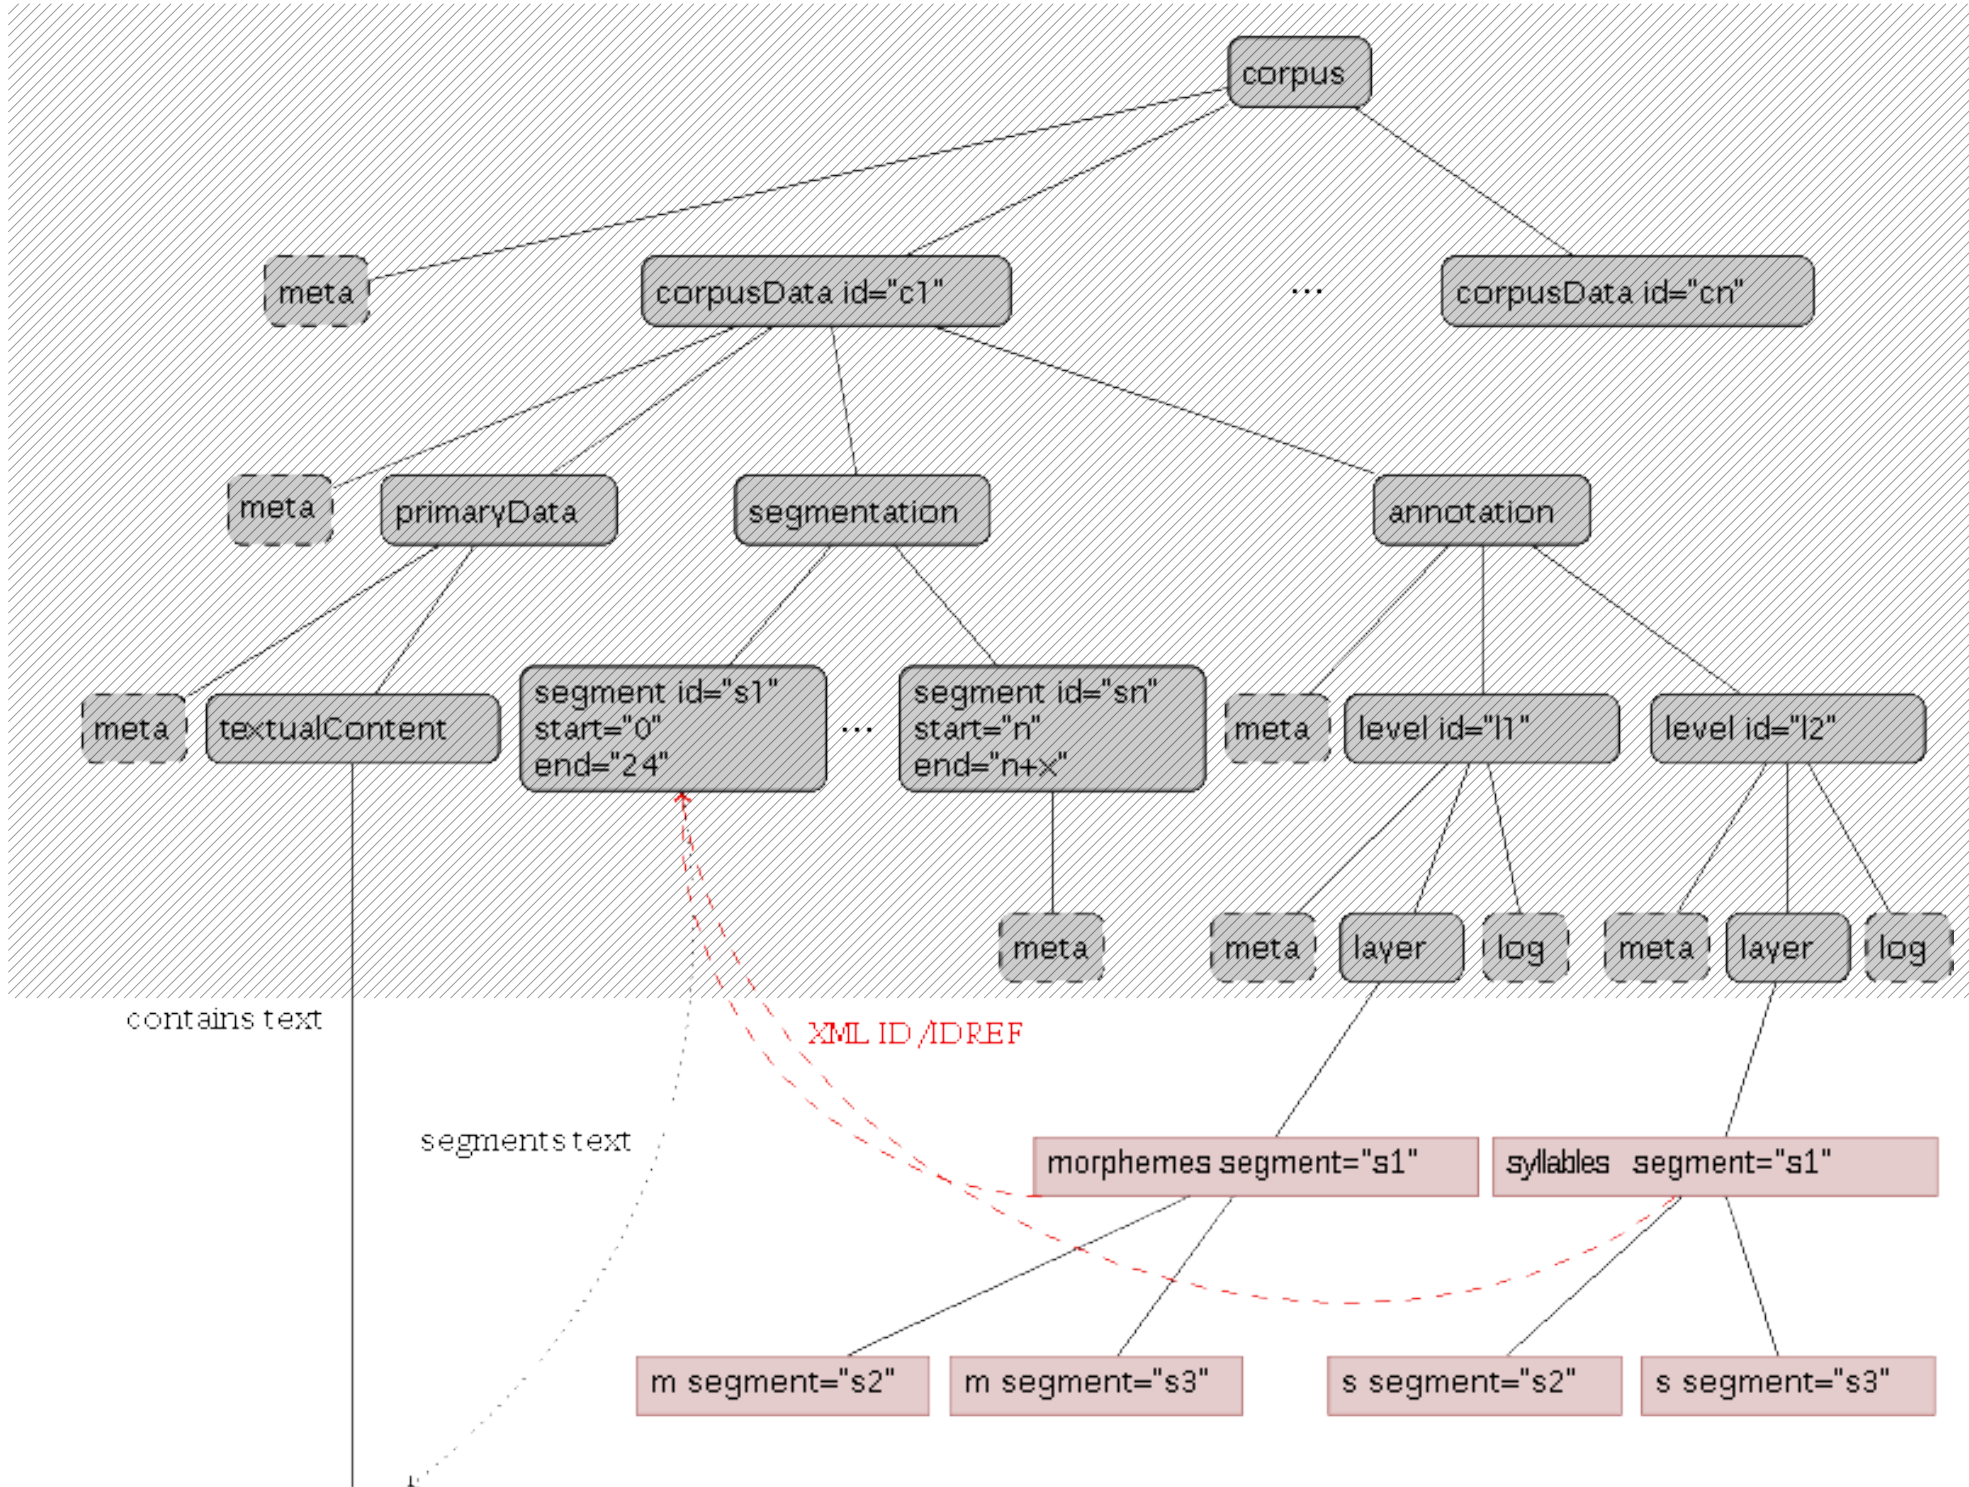 corpus
meta
corpusData id="c1"
...
corpusData id="cn"
meta
primaryData
segmentation
annotation
meta
textualContent
segment id="s1"
start="0"
end="24"
...
segment id="sn"
start="n"
end="n+x"
meta
level id="l1"
level id="l2"
meta
meta
layer
log
meta
layer
log
contains text
XML ID/IDREF
segments text
morphemes segment="s1"
syllables segment="s1"
m segment="s2"
m segment="s3"
s segment="s2"
s segment="s3"